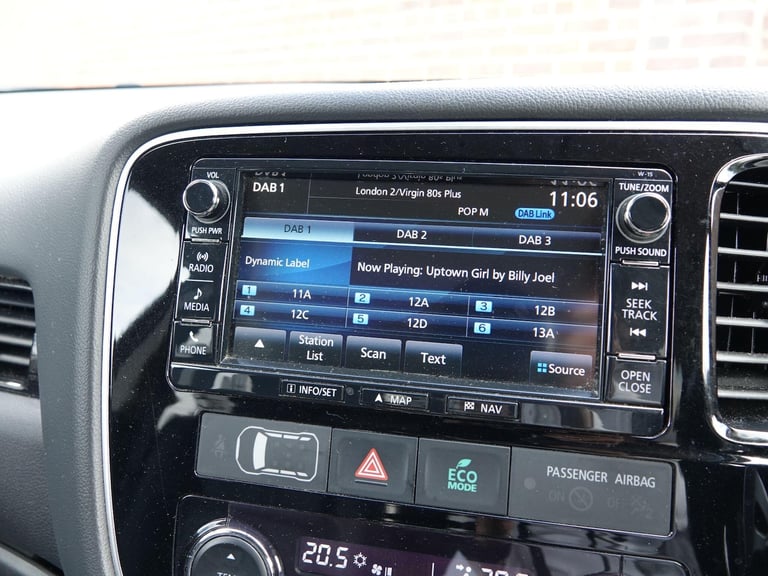 VOL
W-15
DAB 1
London 2/Virgin 80s Plus
11:06
TUNE/ZOOM
POP M
DAB Link
PUSH PWR
DAB 1 DAB 2 DAB 3
PUSH SOUND
RADIO
Dynamic Label
Now Playing: Uptown Girl by Billy Joel
1 11A 2 12A 3 12B
4 12C 5 12D 6 13A
MEDIA
SEEK
TRACK
PHONE
Station
List
Scan
Text
Source
OPEN
CLOSE
i INFO/SET
MAP
NAV
ECO
MODE
PASSENGER AIRBAG
ON
20.5